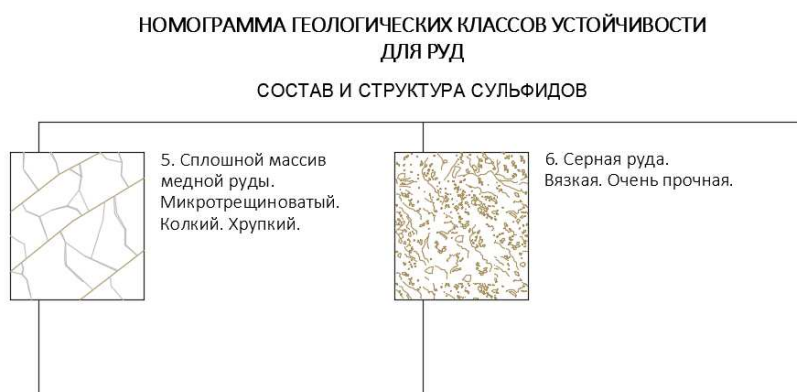 НОМОГРАММА ГЕОЛОГИЧЕСКИХ КЛАССОВ УСТОЙЧИВОСТИ
ДЛЯ РУД
СОСТАВ И СТРУКТУРА СУЛЬФИДОВ
5. Сплошной массив
медной руды.
Микротрещиноватый.
Колкий. Хрупкий.
6. Серная руда.
Вязкая. Очень прочная.